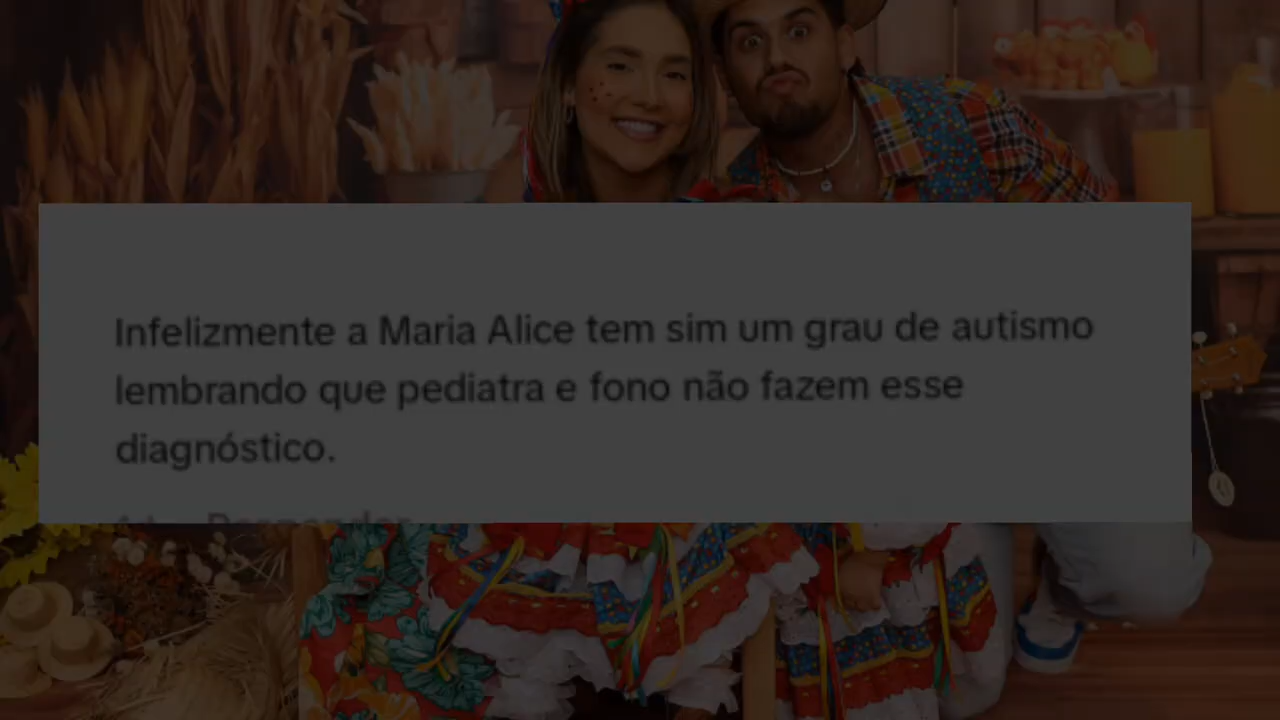 Infelizmente a Maria Alice tem sim um grau de autismo
lembrando que pediatra e fono não fazem esse
diagnóstico.